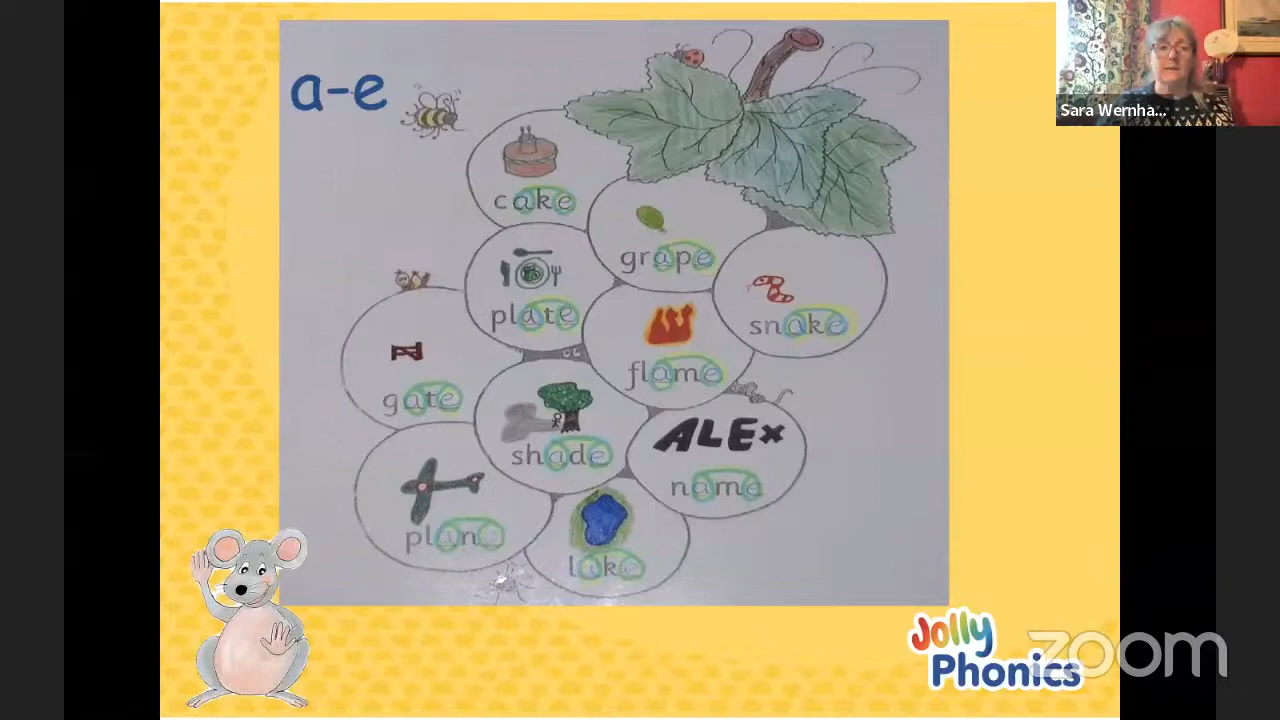 a-e
cake
grape
plate
snake
flame
gate
shade
ALEX
name
plane
lake
Jolly
Phonics
zoom
Sara Wernha...